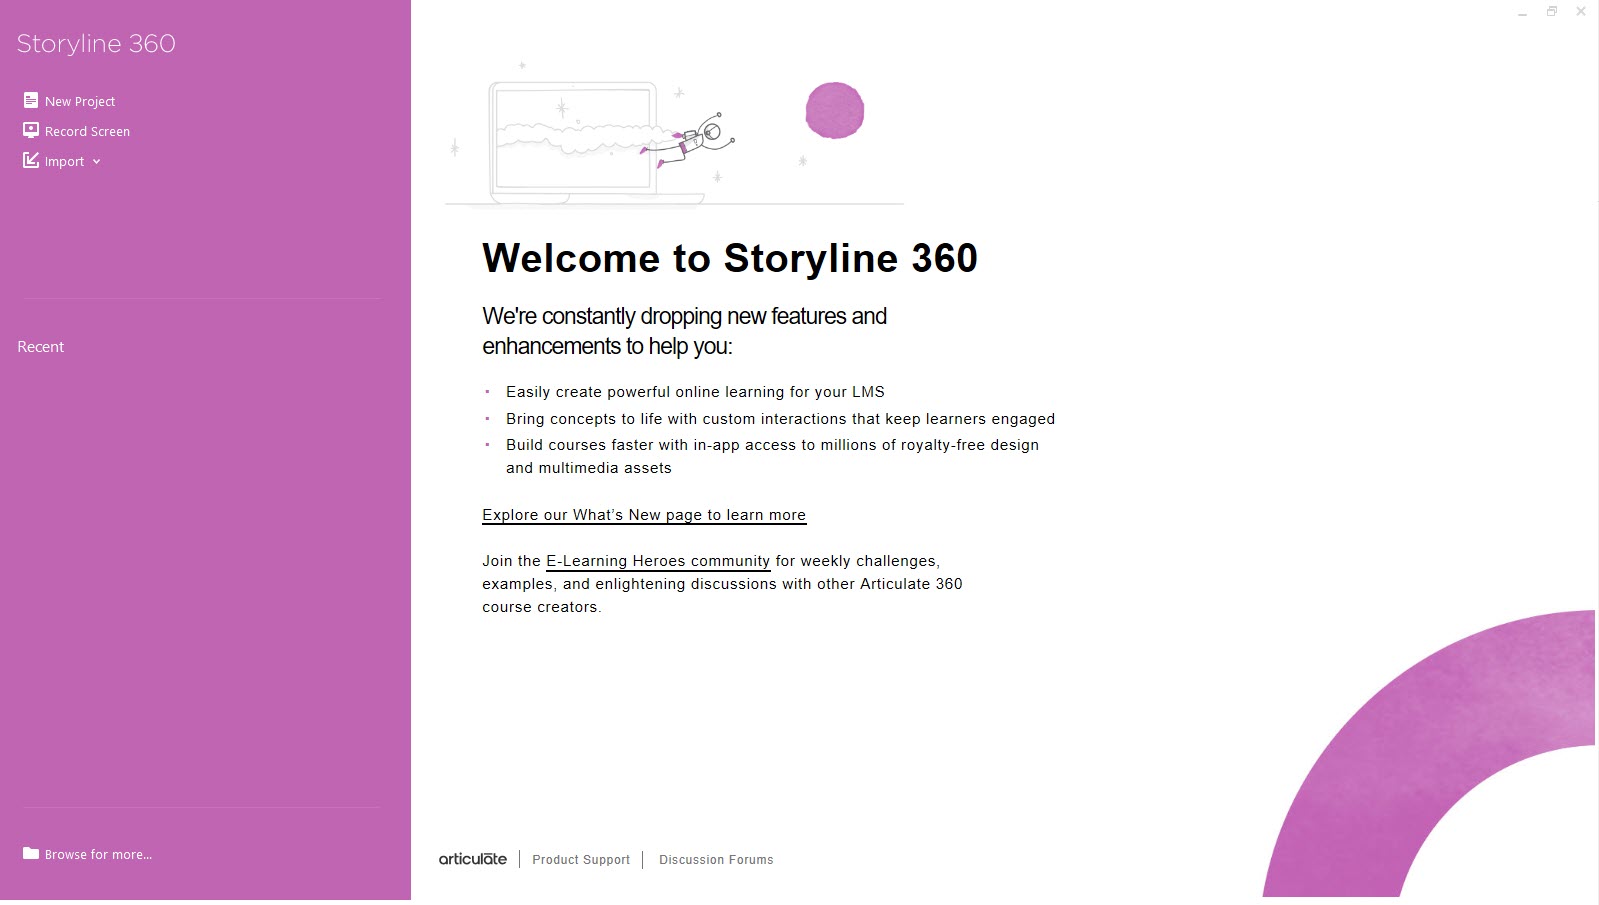 Storyline 360
New Project
Record Screen
Import
Recent
Browse for more...
Welcome to Storyline 360
We're constantly dropping new features and
enhancements to help you:
Easily create powerful online learning for your LMS
Bring concepts to life with custom interactions that keep learners engaged
Build courses faster with in-app access to millions of royalty-free design
and multimedia assets
Explore our What's New page to learn more
Join the E-Learning Heroes community for weekly challenges,
examples, and enlightening discussions with other Articulate 360
course creators.
articulate | Product Support | Discussion Forums